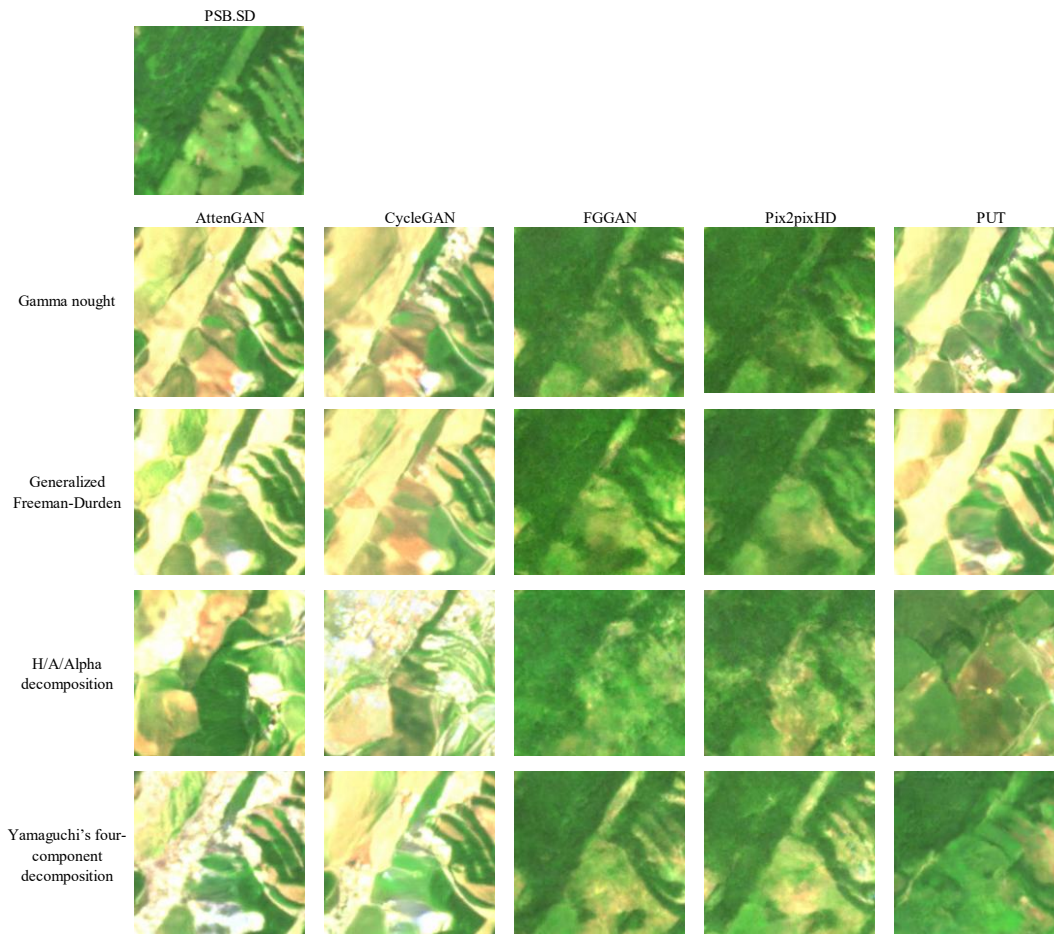 PSB.SD
AttenGAN
CycleGAN
FGGAN
Pix2pixHD
PUT
Gamma nought
Generalized
Freeman-Durden
H/A/Alpha
decomposition
Yamaguchi’s four-
component
decomposition